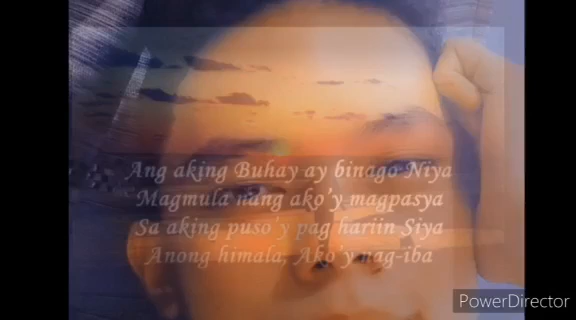 Ang aking Buhay ay binago Niya
Magmula nang ako'y magpasya
Sa aking puso'y pag hariin Siya
Anong himala, Ako'y nag-iba
PowerDirector